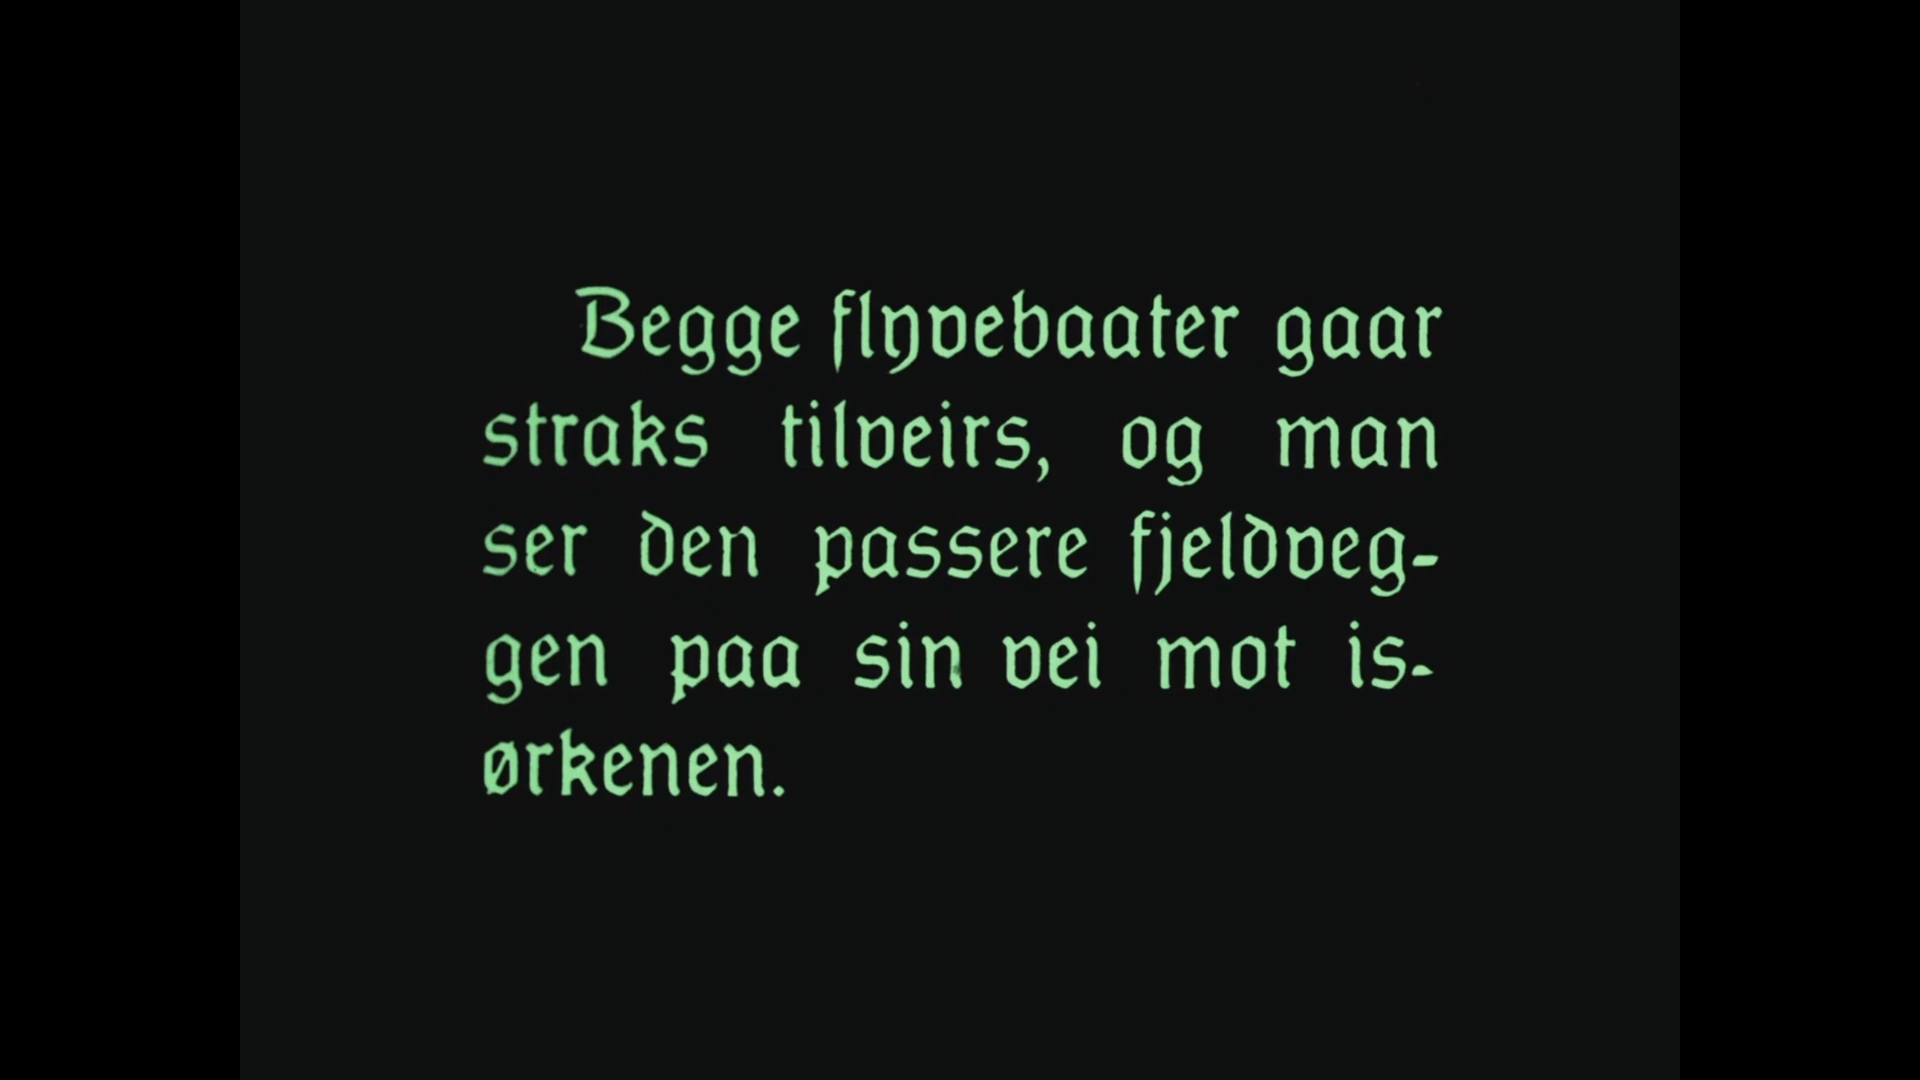 Begge flyvebaater gaar
straks tilveirs, og man
ser den passere fjeldveg-
gen paa sin vei mot is-
ørkenen.